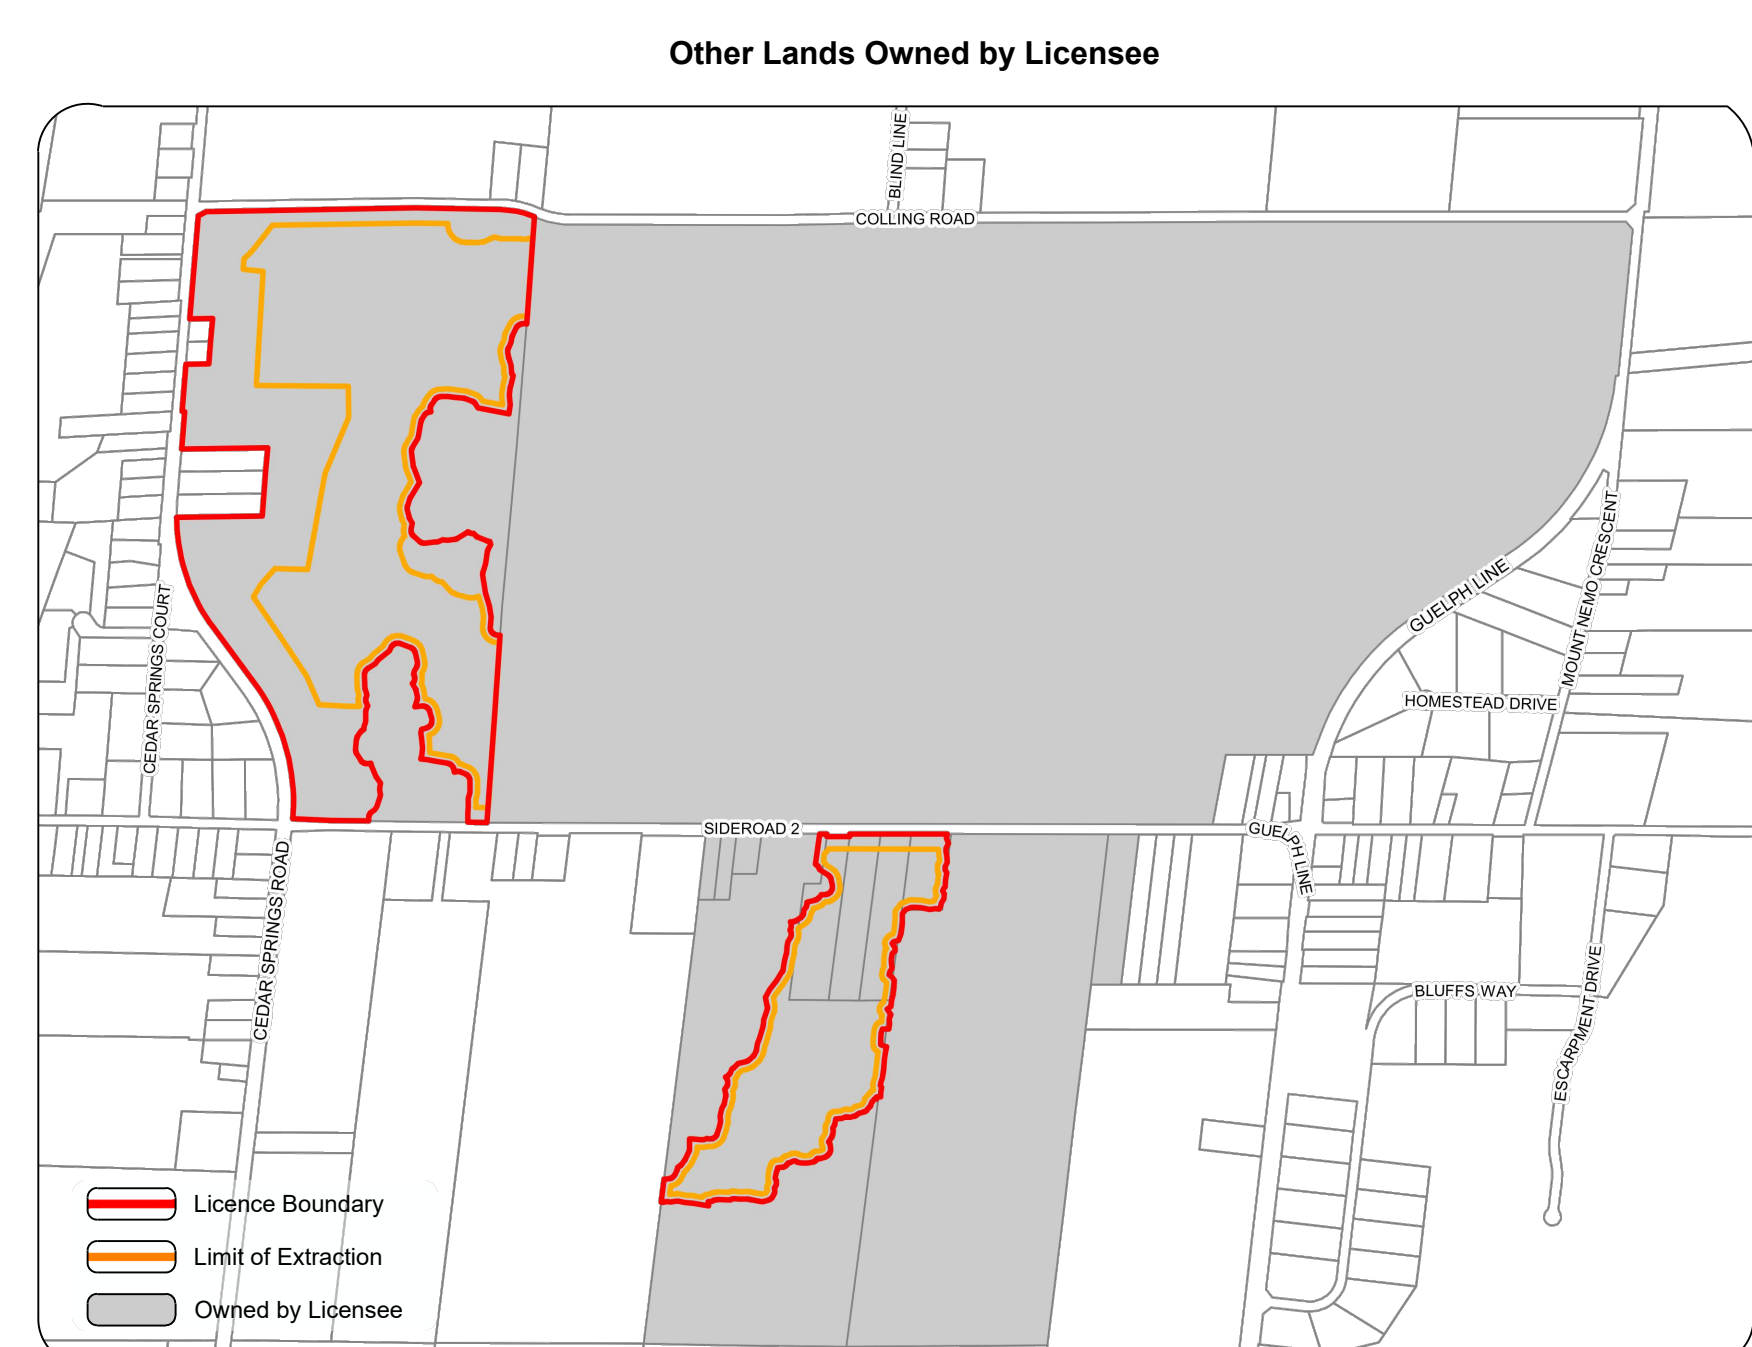 Other Lands Owned by Licensee
BLIND LINE
COLLING ROAD
MOUNT NEMO CRESCENT
GUELPH LINE
CEDAR SPRINGS COURT
HOMESTEAD DRIVE
SIDEROAD 2
GUELPH LINE
CEDAR SPRINGS ROAD
BLUFFS WAY
ESCARPMENT DRIVE
Licence Boundary
Limit of Extraction
Owned by Licensee